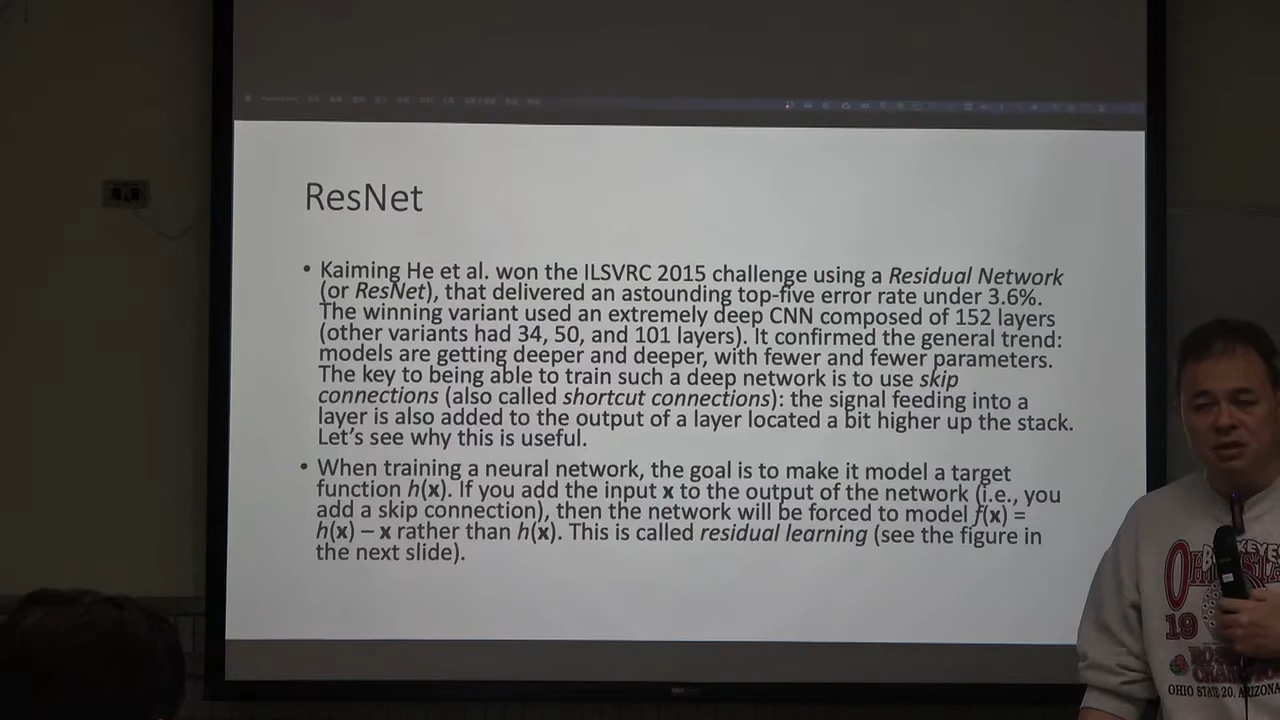 ResNet
• Kaiming He et al. won the ILSVRC 2015 challenge using a Residual Network
(or ResNet), that delivered an astounding top-five error rate under 3.6%.
The winning variant used an extremely deep CNN composed of 152 layers
(other variants had 34, 50, and 101 layers). It confirmed the general trend:
models are getting deeper and deeper, with fewer and fewer parameters.
The key to being able to train such a deep network is to use skip
connections (also called shortcut connections): the signal feeding into a
layer is also added to the output of a layer located a bit higher up the stack.
Let's see why this is useful.
• When training a neural network, the goal is to make it model a target
function h(x). If you add the input x to the output of the network (i.e., you
add a skip connection), then the network will be forced to model f(x) =
h(x) – x rather than h(x). This is called residual learning (see the figure in
the next slide).
19
OHIO STATE 20, ARIZONA